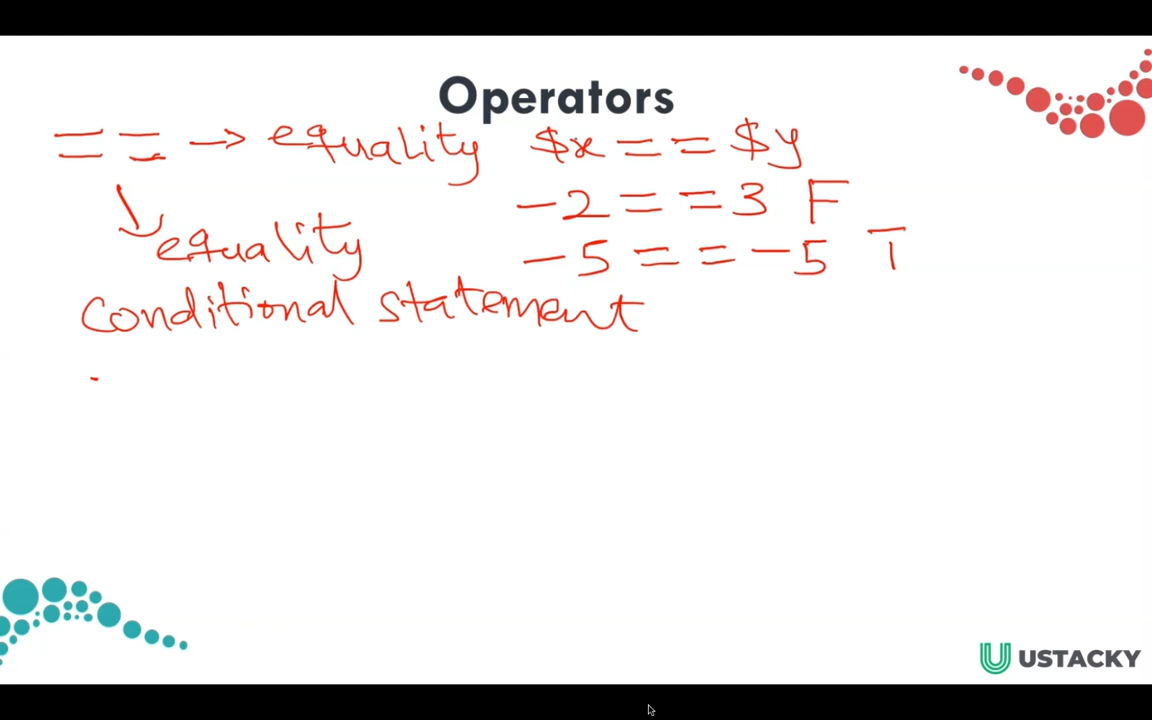 Operators
== → equality $x == $y
-2 == 3 F
equality -5 == -5 T
conditional statement
USTACKY